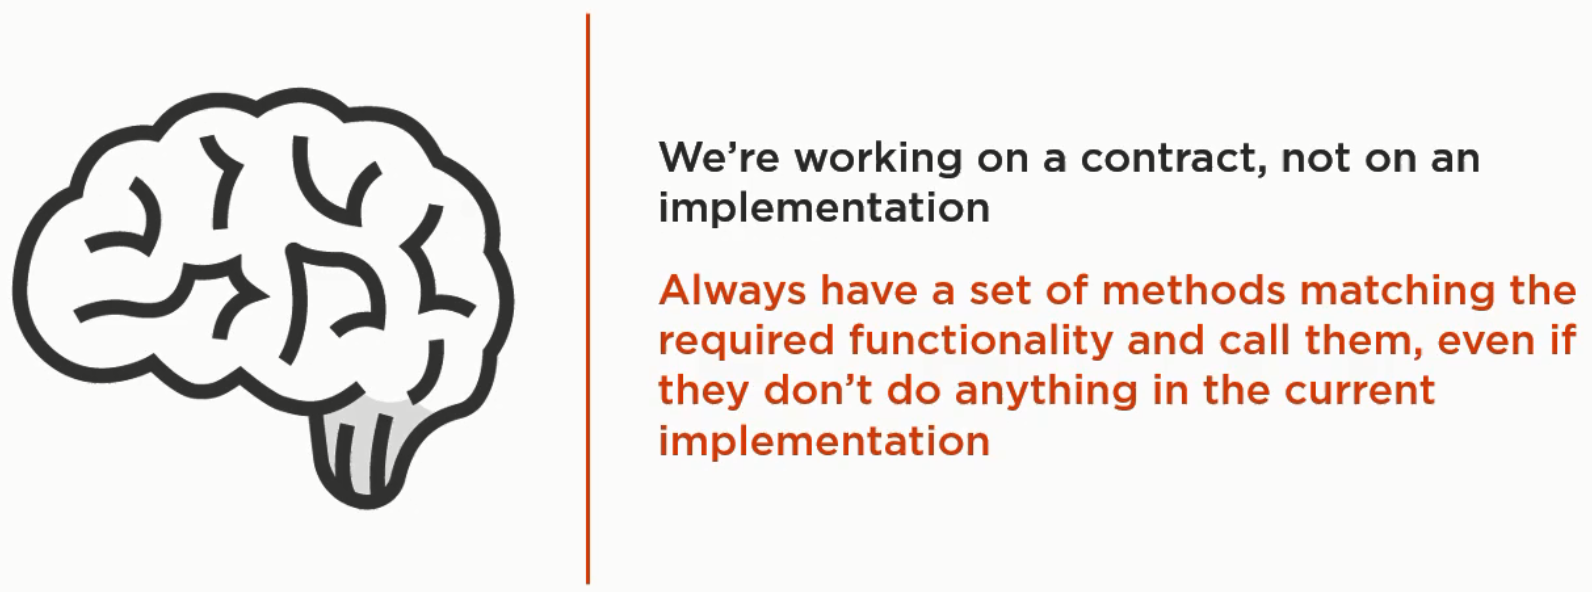 We're working on a contract, not on an
implementation
Always have a set of methods matching the
required functionality and call them, even if
they don't do anything in the current
implementation